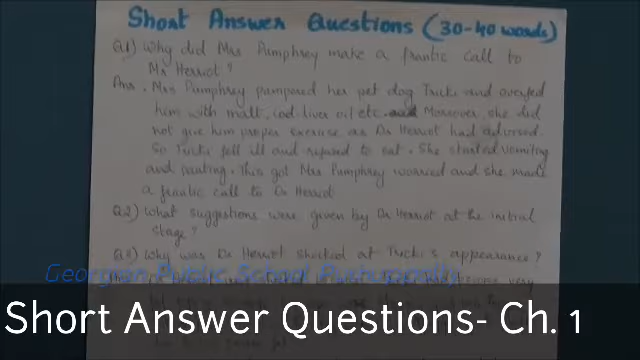 Short Answer Questions (30-40 words)
Q1) Why did Mrs Pumphrey make a frantic call to
Mr Herriot?
Ans. Mrs Pumphrey pampered her pet dog Tricki and overfed
him with malt, cod liver oil etc. Moreover she did
not give him proper exercise as Dr Herriot had advised.
So Tricki fell ill and refused to eat. She started vomiting
and panting. This got Mrs Pumphrey worried and she made
a frantic call to Dr Herriot
Q2) What suggestions were given by Dr Herriot at the initial
stage?
Q3) Why was Dr Herriot shocked at Tricki's appearance?
Georgian Public School Puthuppally
Short Answer Questions- Ch. 1